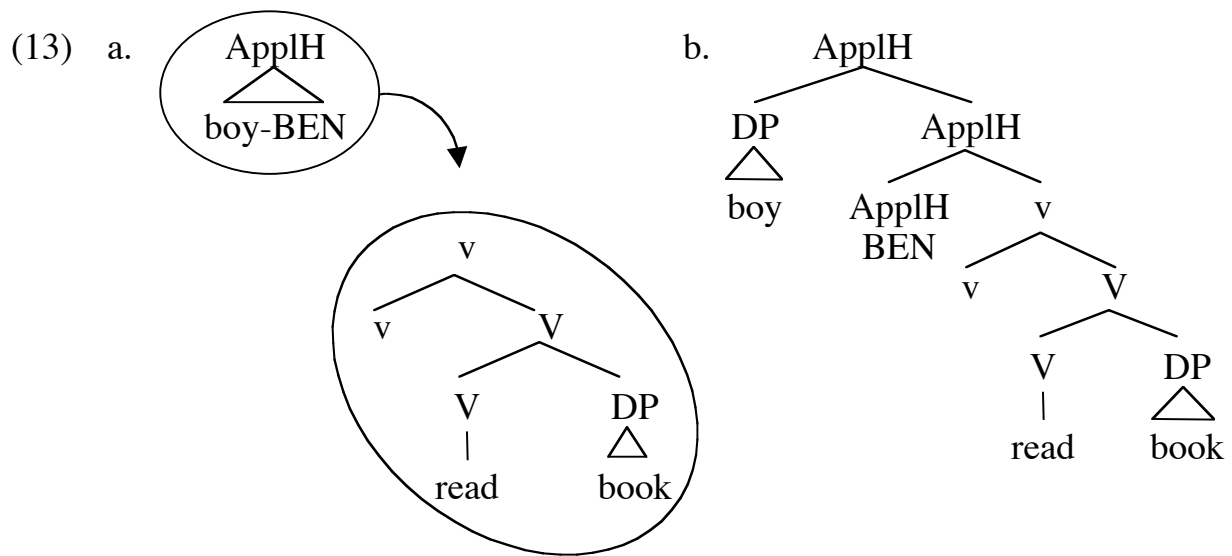 (13) a. ApplH b. ApplH
boy-BEN DP ApplH
boy ApplH v
BEN
v v V
v V V DP
V DP read book
read book